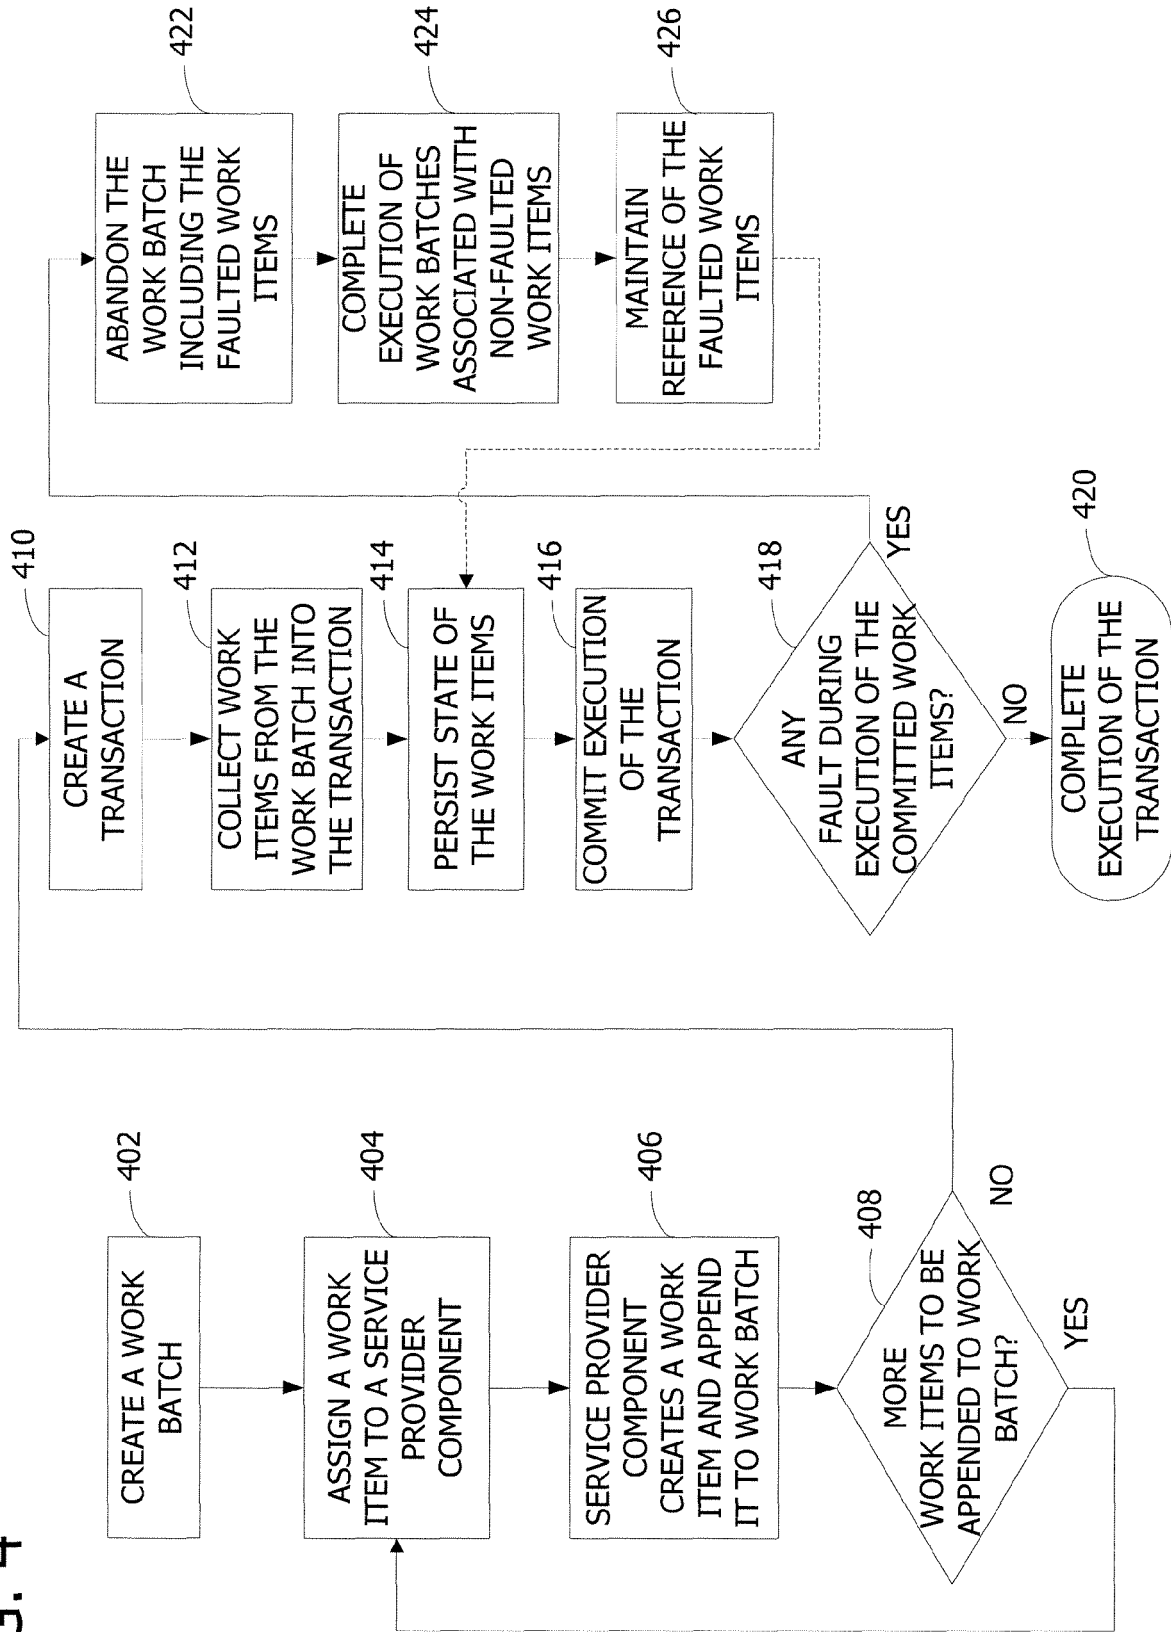 G. 4
402
CREATE A WORK
BATCH
404
ASSIGN A WORK
ITEM TO A SERVICE
PROVIDER
COMPONENT
406
SERVICE PROVIDER
COMPONENT
CREATES A WORK
ITEM AND APPEND
IT TO WORK BATCH
408
MORE
WORK ITEMS TO BE
APPENDED TO WORK
BATCH?
NO
YES
410
CREATE A
TRANSACTION
412
COLLECT WORK
ITEMS FROM THE
WORK BATCH INTO
THE TRANSACTION
414
PERSIST STATE OF
THE WORK ITEMS
416
COMMIT EXECUTION
OF THE
TRANSACTION
418
ANY
FAULT DURING
EXECUTION OF THE
COMMITTED WORK
ITEMS?
YES
NO
420
COMPLETE
EXECUTION OF THE
TRANSACTION
422
ABANDON THE
WORK BATCH
INCLUDING THE
FAULTED WORK
ITEMS
424
COMPLETE
EXECUTION OF
WORK BATCHES
ASSOCIATED WITH
NON-FAULTED
WORK ITEMS
426
MAINTAIN
REFERENCE OF THE
FAULTED WORK
ITEMS